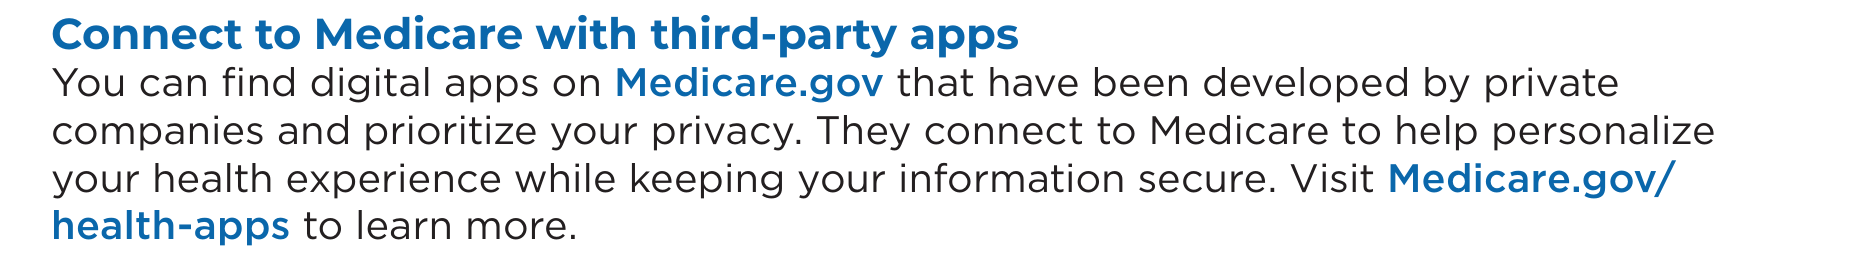 Connect to Medicare with third-party apps
You can find digital apps on Medicare.gov that have been developed by private
companies and prioritize your privacy. They connect to Medicare to help personalize
your health experience while keeping your information secure. Visit Medicare.gov/
health-apps to learn more.